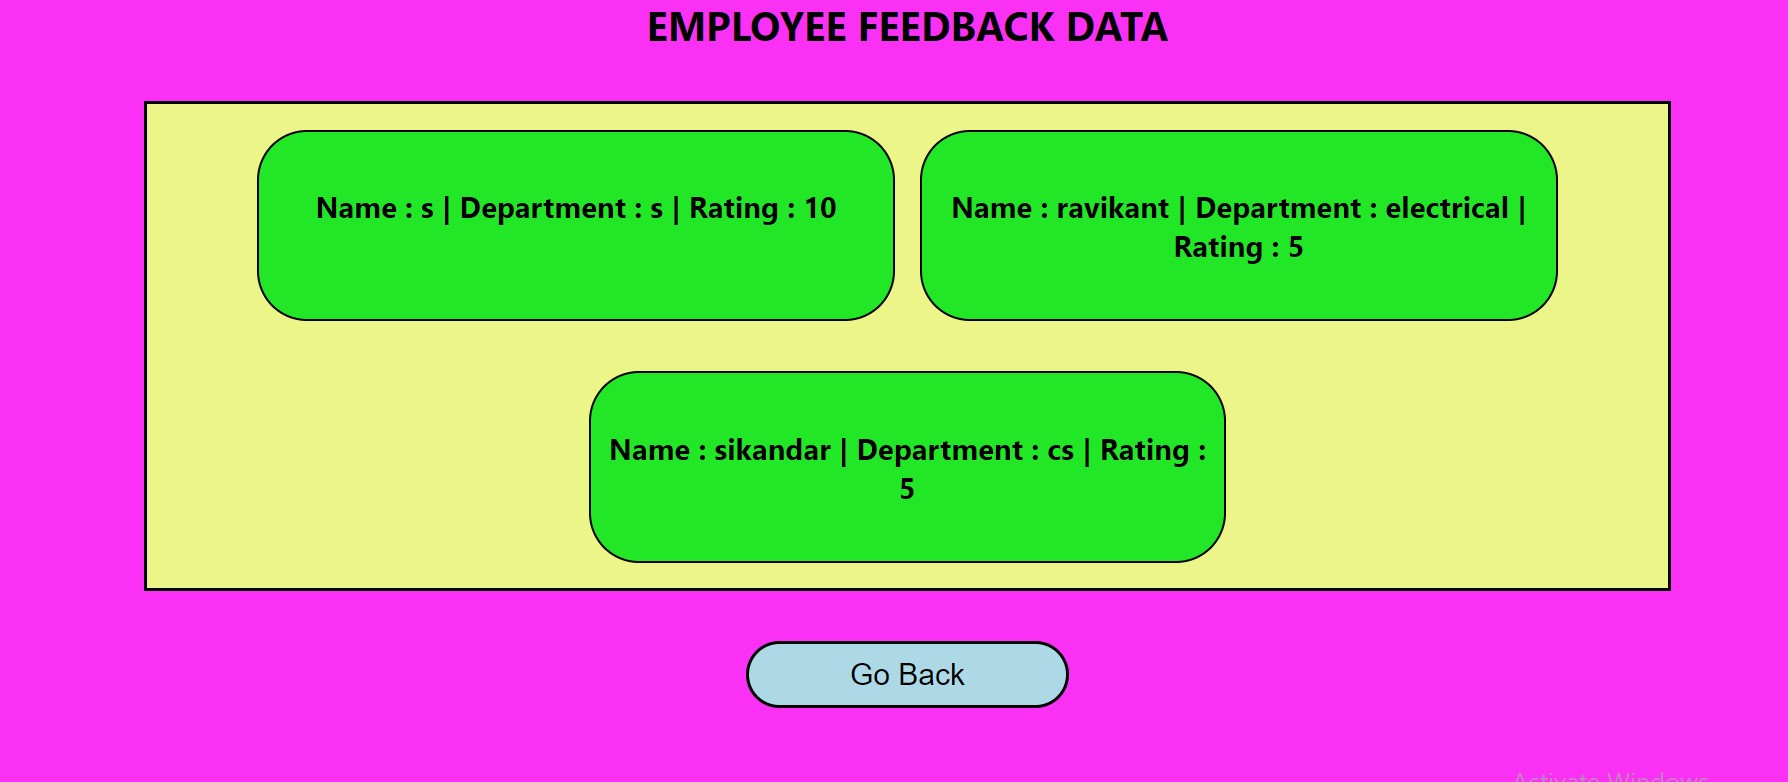 EMPLOYEE FEEDBACK DATA
Name : s | Department : s | Rating : 10
Name : ravikant | Department : electrical |
Rating : 5
Name : sikandar | Department : cs | Rating :
5
Go Back
Activate Windows